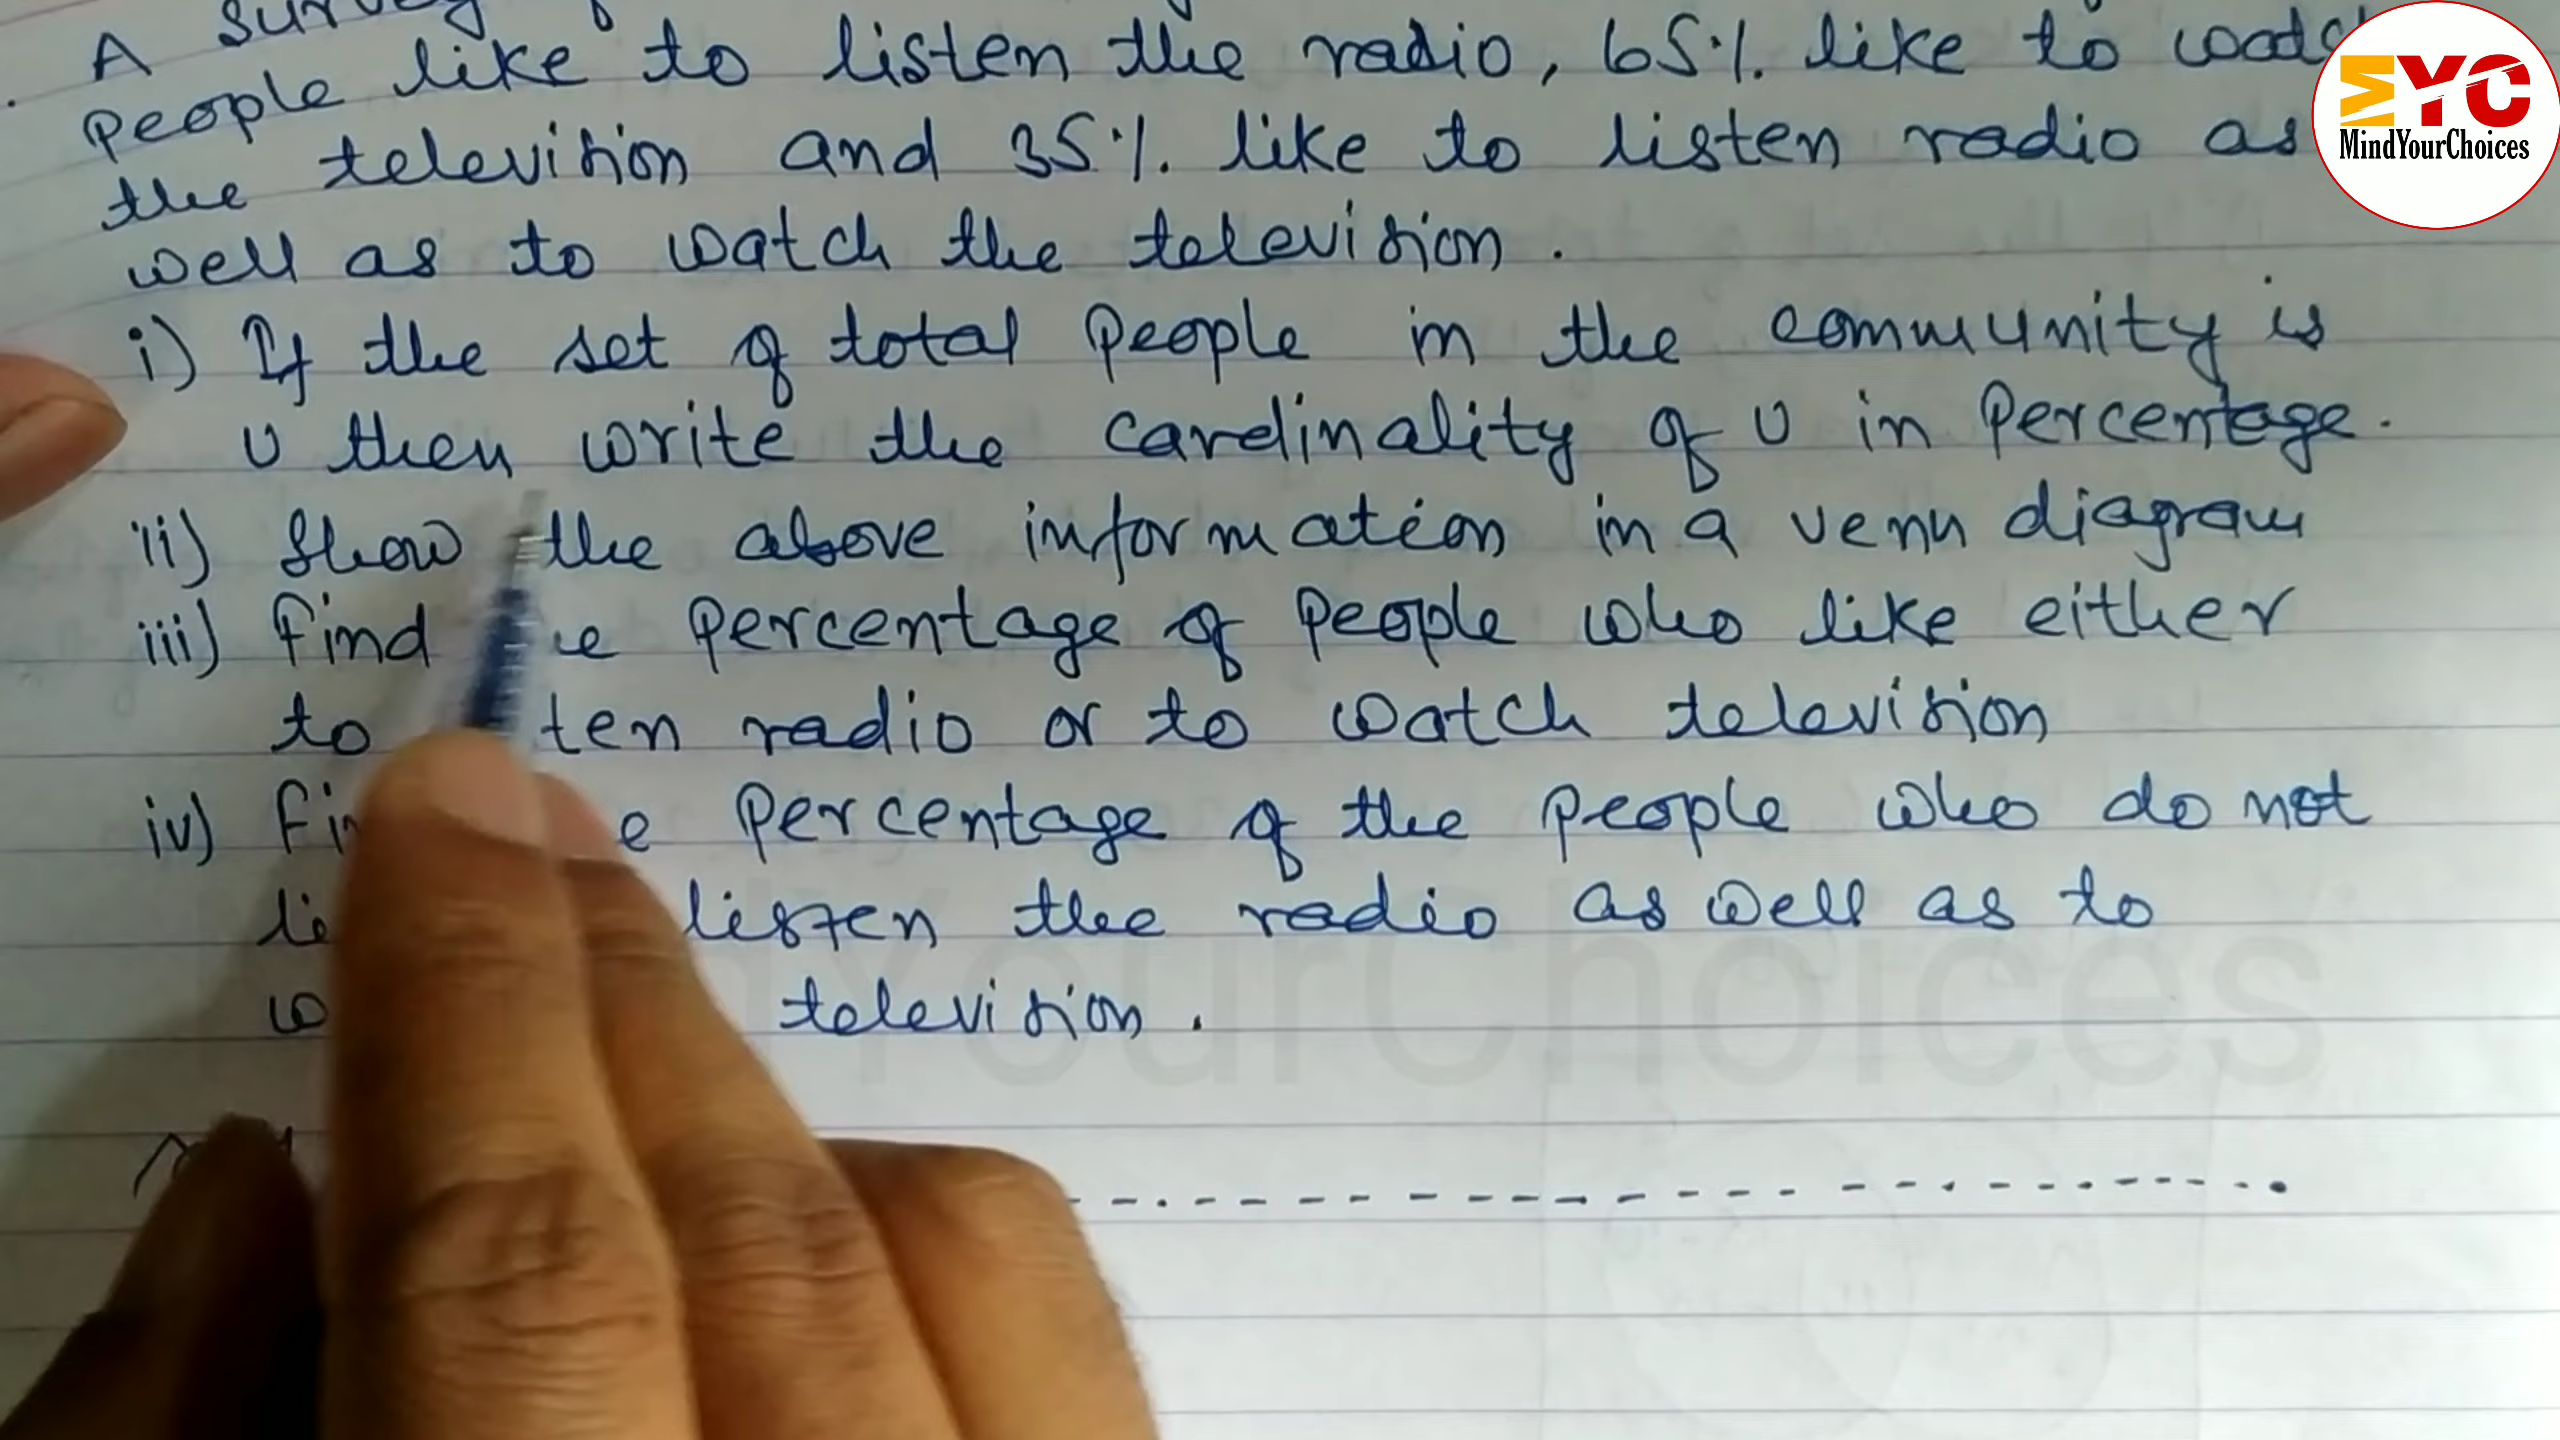 A survey
People like to listen the radio, 65%. like to watch
the television and 35%. like to listen radio as
well as to watch the television.
i) If the set of total people in the community is
U then write the cardinality of U in Percentage.
ii) Show the above information in a venn diagram
iii) Find Percentage of People who like either
to radio or to watch television
iv) Percentage of the people who do not
listen the radio as well as to
television.
MYC
MindYourChoices